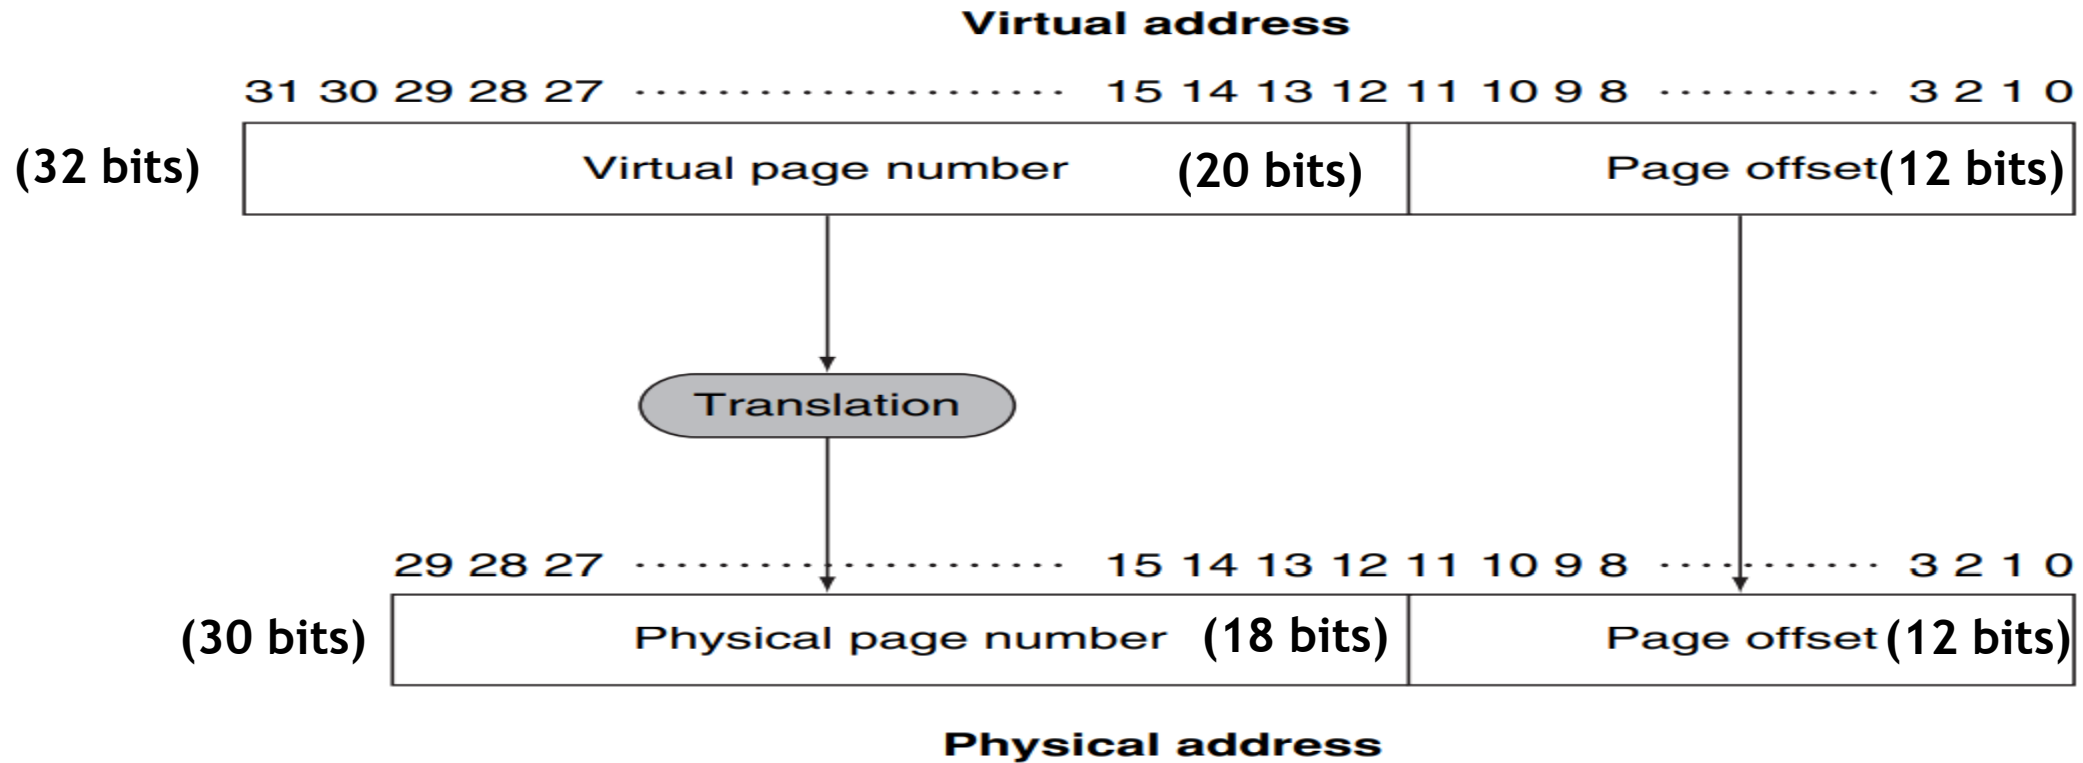 Virtual address
31 30 29 28 27 ····················· 15 14 13 12 11 10 9 8 ··········· 3 2 1 0
(32 bits) Virtual page number (20 bits) Page offset (12 bits)
Translation
29 28 27 ····················· 15 14 13 12 11 10 9 8 ··········· 3 2 1 0
(30 bits) Physical page number (18 bits) Page offset (12 bits)
Physical address